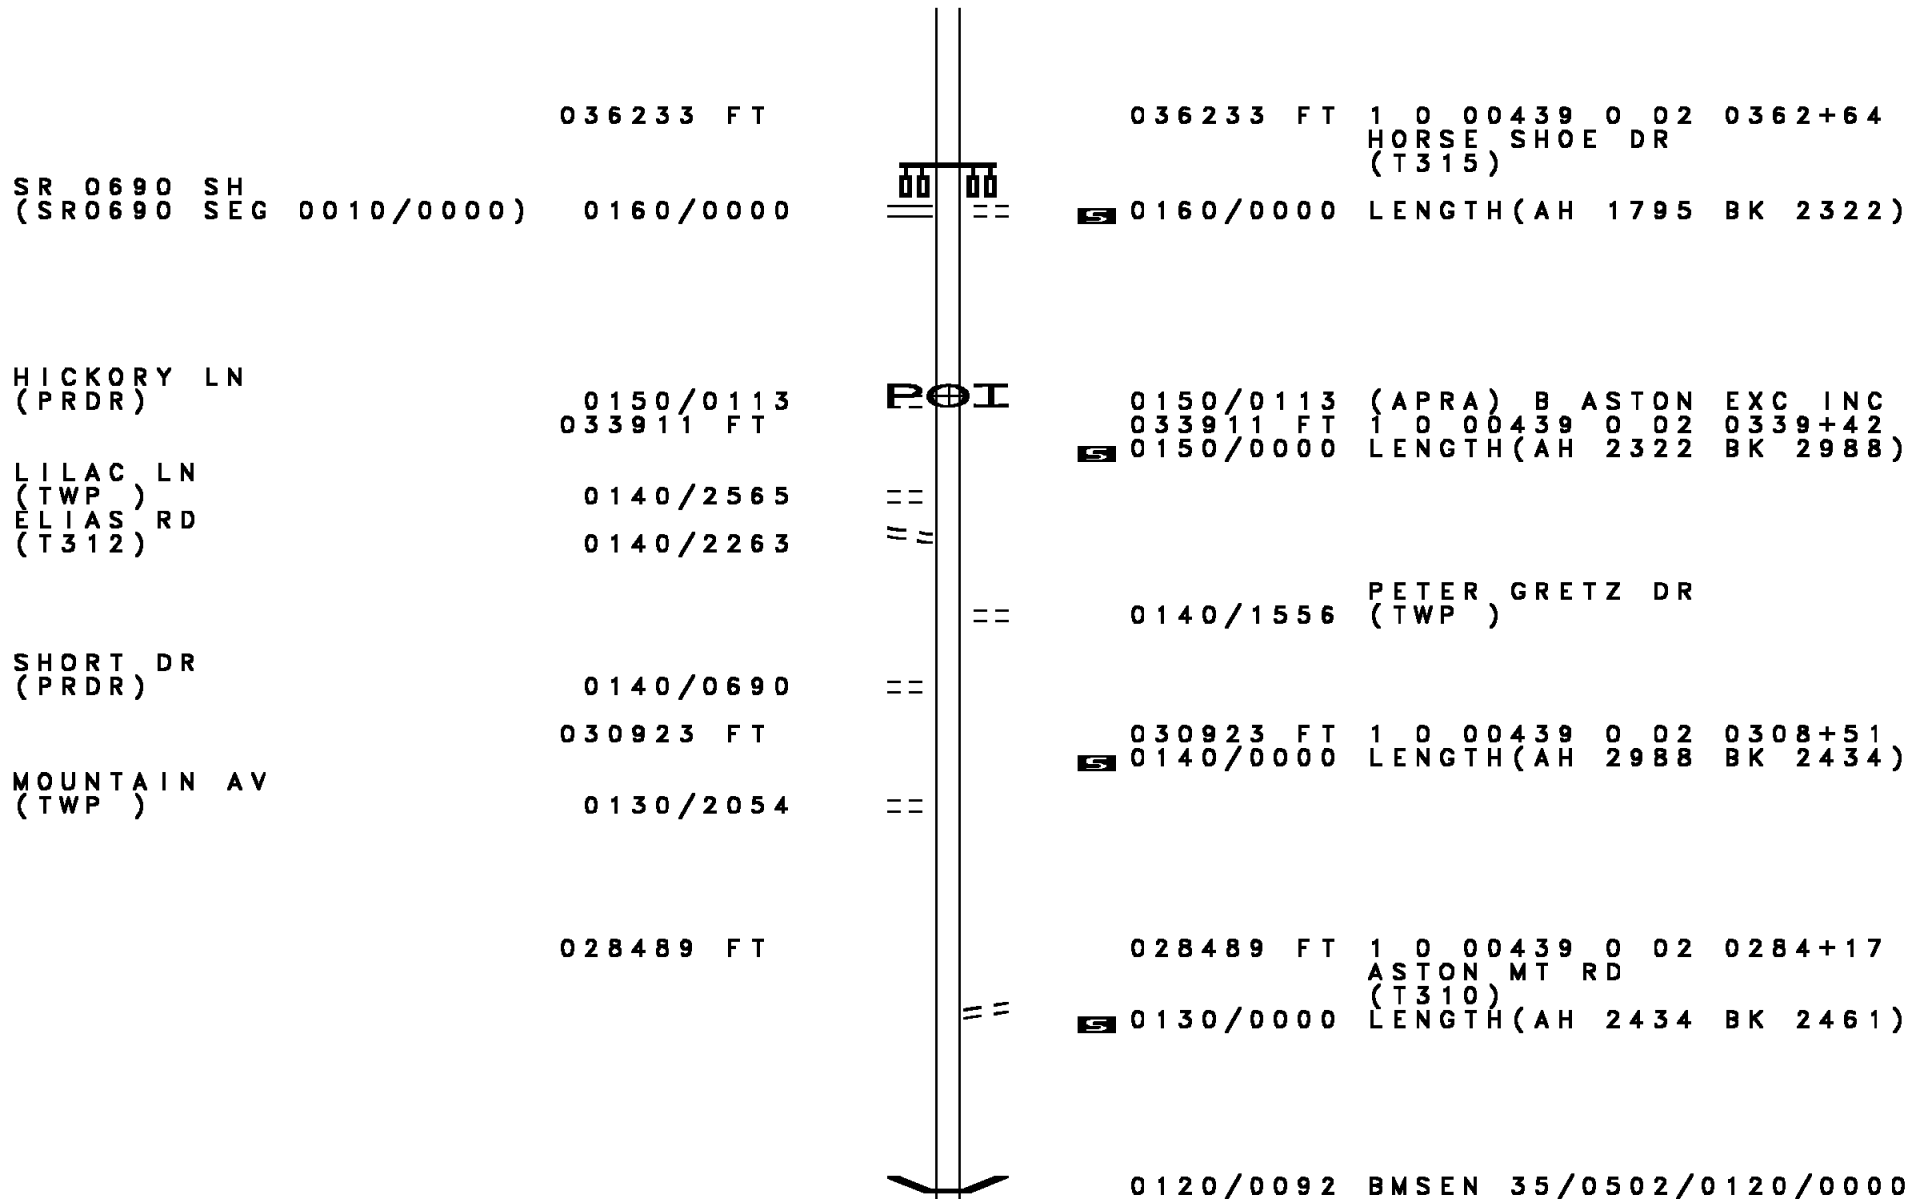 036233 FT 036233 FT 1 0 00439 0 02 0362+64
HORSE SHOE DR
(T315)
SR 0690 SH
(SR0690 SEG 0010/0000) 0160/0000 S 0160/0000 LENGTH(AH 1795 BK 2322)
HICKORY LN
(PRDR) 0150/0113 POI 0150/0113 (APRA) B ASTON EXC INC
033911 FT 033911 FT 1 0 00439 0 02 0339+42
S 0150/0000 LENGTH(AH 2322 BK 2988)
LILAC LN
(TWP ) 0140/2565
ELIAS RD
(T312) 0140/2263
PETER GRETZ DR
0140/1556 (TWP )
SHORT DR
(PRDR) 0140/0690
030923 FT 030923 FT 1 0 00439 0 02 0308+51
S 0140/0000 LENGTH(AH 2988 BK 2434)
MOUNTAIN AV
(TWP ) 0130/2054
028489 FT 028489 FT 1 0 00439 0 02 0284+17
ASTON MT RD
(T310)
S 0130/0000 LENGTH(AH 2434 BK 2461)
0120/0092 BMSEN 35/0502/0120/0000